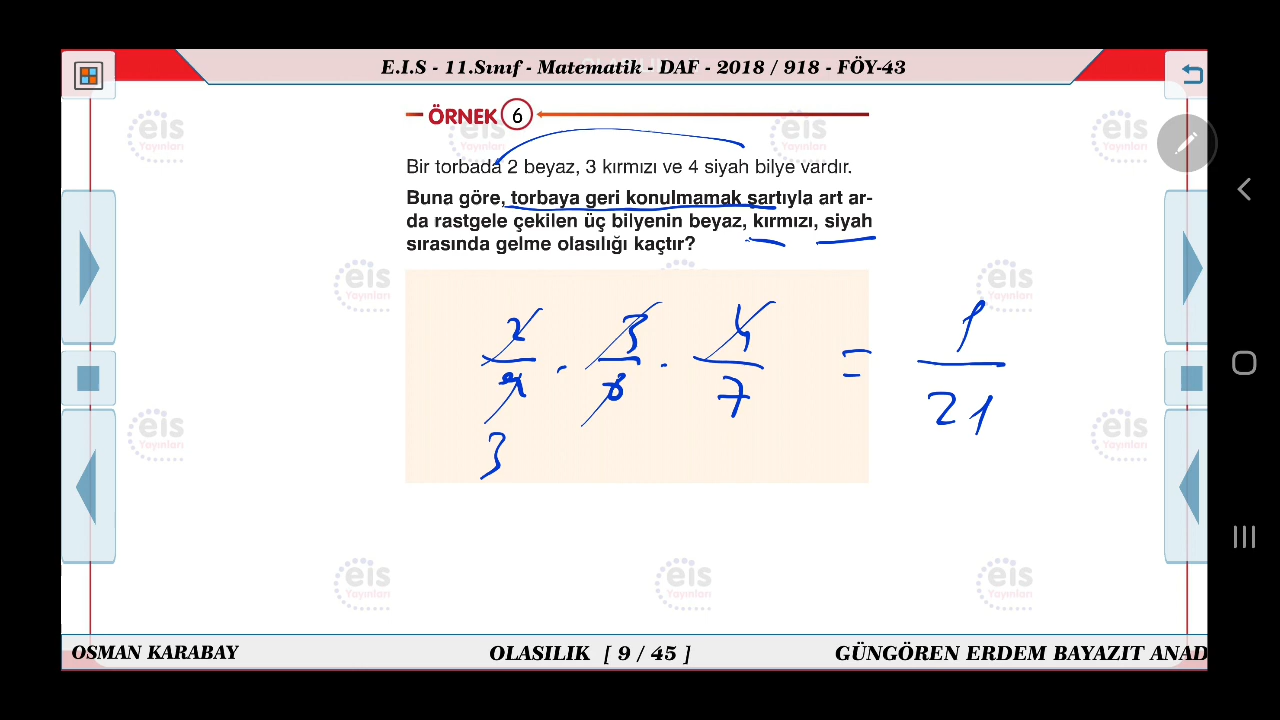 E.I.S - 11.Sınıf - Matematik - DAF - 2018 / 918 - FÖY-43
ÖRNEK 6
Bir torbada 2 beyaz, 3 kırmızı ve 4 siyah bilye vardır.
Buna göre, torbaya geri konulmamak şartıyla art ar-
da rastgele çekilen üç bilyenin beyaz, kırmızı, siyah
sırasında gelme olasılığı kaçtır?
2/9 · 3/8 · 4/7 = 1/21
3
eis Yayınları
OSMAN KARABAY
OLASILIK [ 9 / 45 ]
GÜNGÖREN ERDEM BAYAZIT ANAD